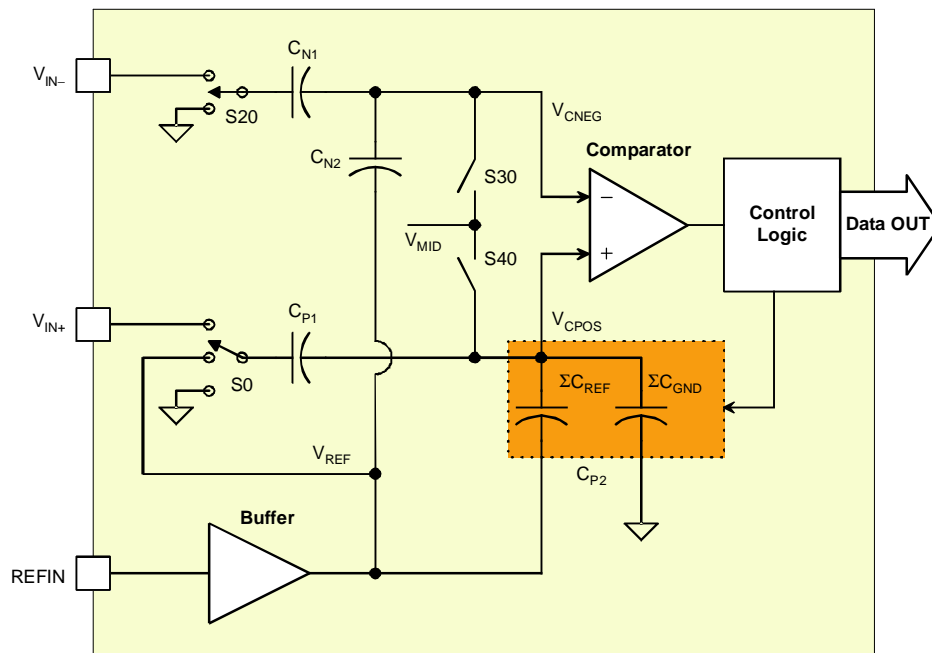 C_N1
V_IN–
S20
V_CNEG
C_N2
Comparator
S30
–
Control
Logic
Data OUT
V_MID
S40
+
V_IN+
C_P1
V_CPOS
S0
ΣC_REF
ΣC_GND
V_REF
C_P2
Buffer
REFIN